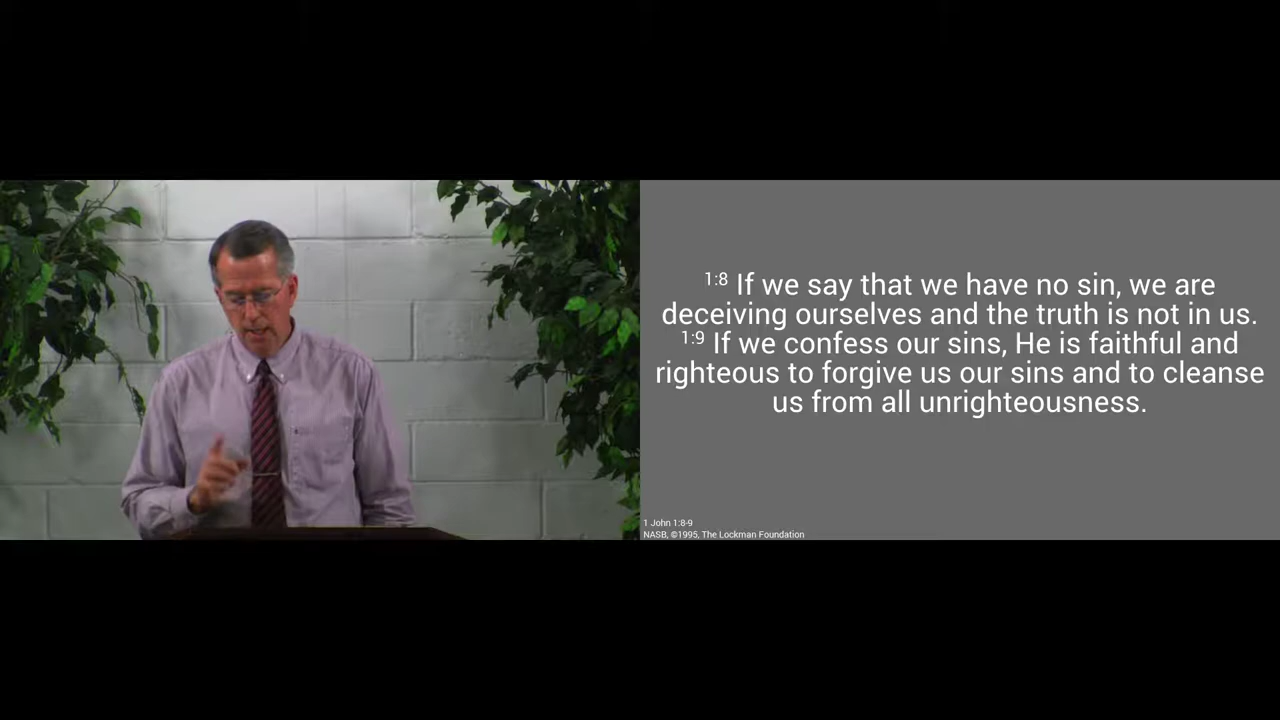 1:8 If we say that we have no sin, we are
deceiving ourselves and the truth is not in us.
1:9 If we confess our sins, He is faithful and
righteous to forgive us our sins and to cleanse
us from all unrighteousness.
1 John 1:8-9
NASB, ©1995, The Lockman Foundation